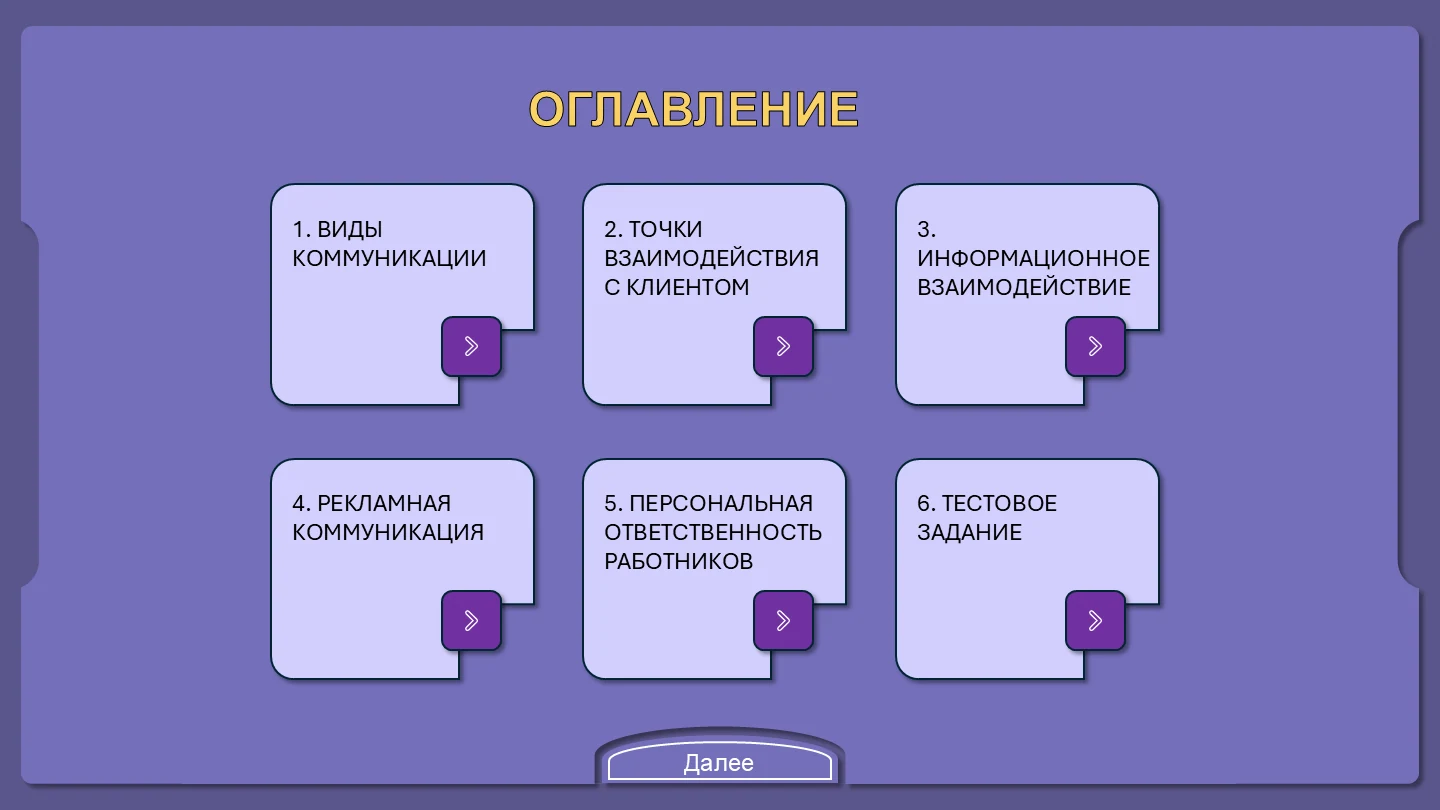 ОГЛАВЛЕНИЕ
1. ВИДЫ
КОММУНИКАЦИИ
2. ТОЧКИ
ВЗАИМОДЕЙСТВИЯ
С КЛИЕНТОМ
3.
ИНФОРМАЦИОННОЕ
ВЗАИМОДЕЙСТВИЕ
4. РЕКЛАМНАЯ
КОММУНИКАЦИЯ
5. ПЕРСОНАЛЬНАЯ
ОТВЕТСТВЕННОСТЬ
РАБОТНИКОВ
6. ТЕСТОВОЕ
ЗАДАНИЕ
Далее